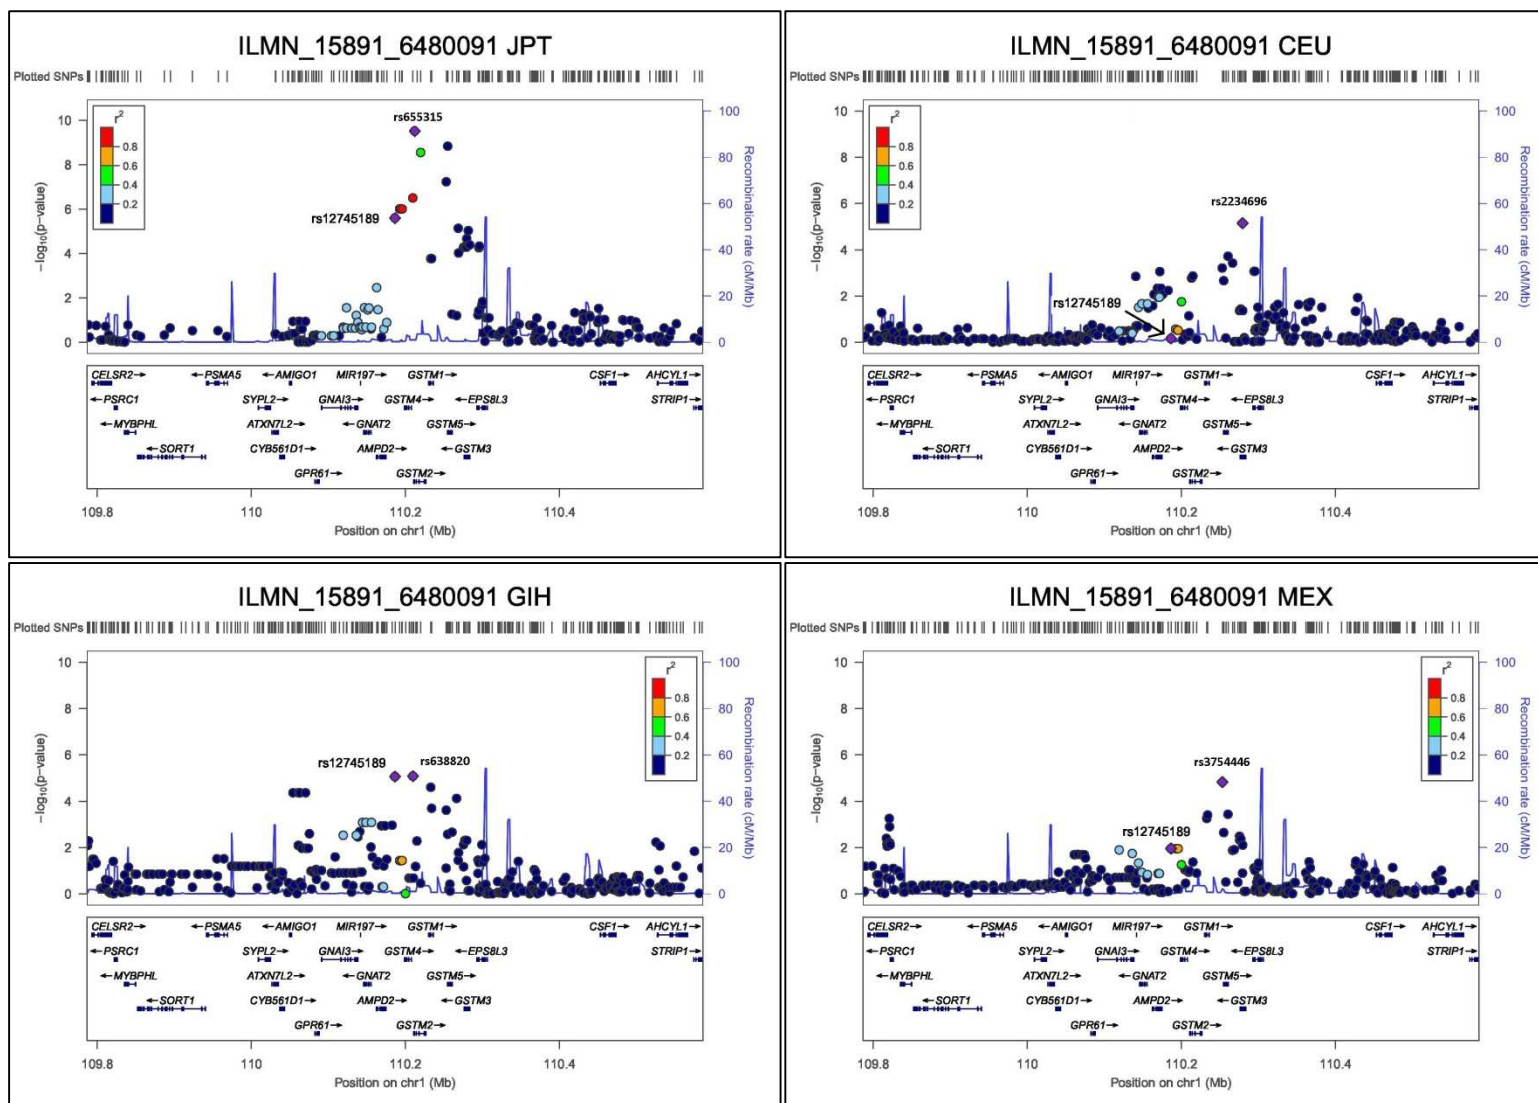 ILMN_15891_6480091 JPT
Plotted SNPs
10
8
6
4
2
0
−log10(p−value)
100
80
60
40
20
0
Recombination rate (cM/Mb)
r2
0.8
0.6
0.4
0.2
rs655315
rs12745189
CELSR2→ ←PSMA5 ←AMIGO1 MIR197→ GSTM1→ CSF1→ AHCYL1→
←PSRC1 SYPL2→ GNAI3→ GSTM4→ ←EPS8L3 STRIP1→
←MYBPHL ATXN7L2→ ←GNAT2 GSTM5→
←SORT1 CYB561D1→ AMPD2→ ←GSTM3
GPR61→ GSTM2→
109.8 110 110.2 110.4
Position on chr1 (Mb)
ILMN_15891_6480091 CEU
Plotted SNPs
10
8
6
4
2
0
−log10(p−value)
100
80
60
40
20
0
Recombination rate (cM/Mb)
r2
0.8
0.6
0.4
0.2
rs2234696
rs12745189
CELSR2→ ←PSMA5 ←AMIGO1 MIR197→ GSTM1→ CSF1→ AHCYL1→
←PSRC1 SYPL2→ GNAI3→ GSTM4→ ←EPS8L3 STRIP1→
←MYBPHL ATXN7L2→ ←GNAT2 GSTM5→
←SORT1 CYB561D1→ AMPD2→ ←GSTM3
GPR61→ GSTM2→
109.8 110 110.2 110.4
Position on chr1 (Mb)
ILMN_15891_6480091 GIH
Plotted SNPs
10
8
6
4
2
0
−log10(p−value)
100
80
60
40
20
0
Recombination rate (cM/Mb)
r2
0.8
0.6
0.4
0.2
rs12745189 rs638820
CELSR2→ ←PSMA5 ←AMIGO1 MIR197→ GSTM1→ CSF1→ AHCYL1→
←PSRC1 SYPL2→ GNAI3→ GSTM4→ ←EPS8L3 STRIP1→
←MYBPHL ATXN7L2→ ←GNAT2 GSTM5→
←SORT1 CYB561D1→ AMPD2→ ←GSTM3
GPR61→ GSTM2→
109.8 110 110.2 110.4
Position on chr1 (Mb)
ILMN_15891_6480091 MEX
Plotted SNPs
10
8
6
4
2
0
−log10(p−value)
100
80
60
40
20
0
Recombination rate (cM/Mb)
r2
0.8
0.6
0.4
0.2
rs3754446
rs12745189
CELSR2→ ←PSMA5 ←AMIGO1 MIR197→ GSTM1→ CSF1→ AHCYL1→
←PSRC1 SYPL2→ GNAI3→ GSTM4→ ←EPS8L3 STRIP1→
←MYBPHL ATXN7L2→ ←GNAT2 GSTM5→
←SORT1 CYB561D1→ AMPD2→ ←GSTM3
GPR61→ GSTM2→
109.8 110 110.2 110.4
Position on chr1 (Mb)